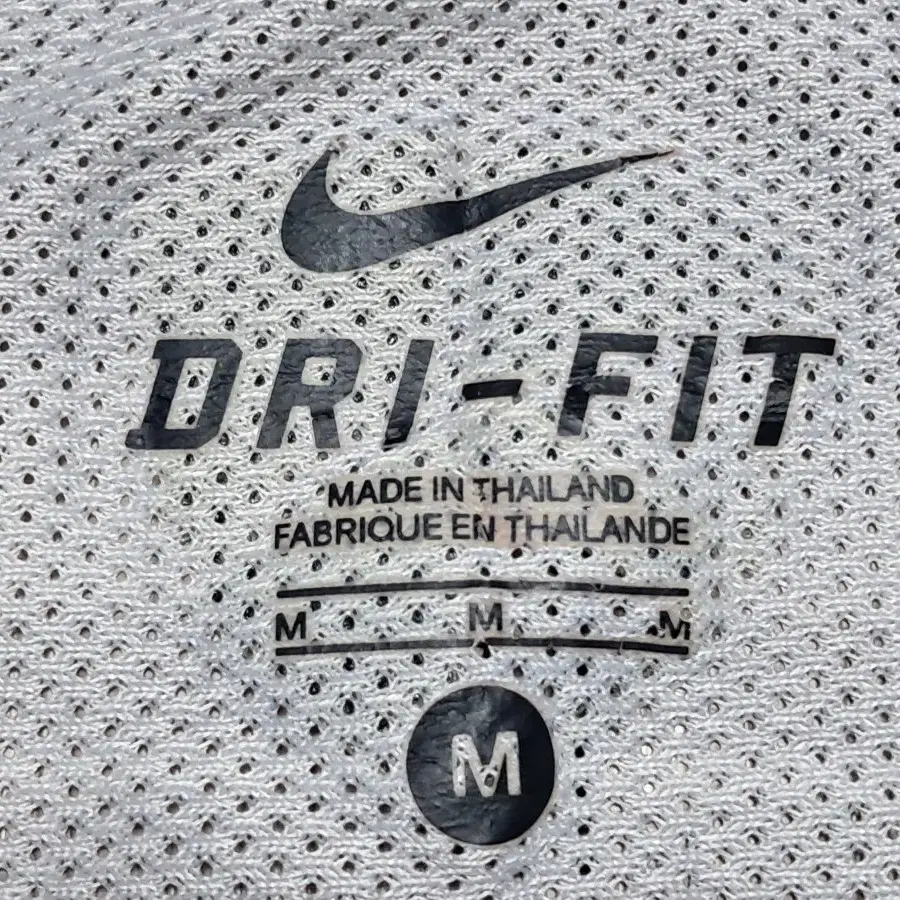 DRI-FIT
MADE IN THAILAND
FABRIQUE EN THAILANDE
M M M
M